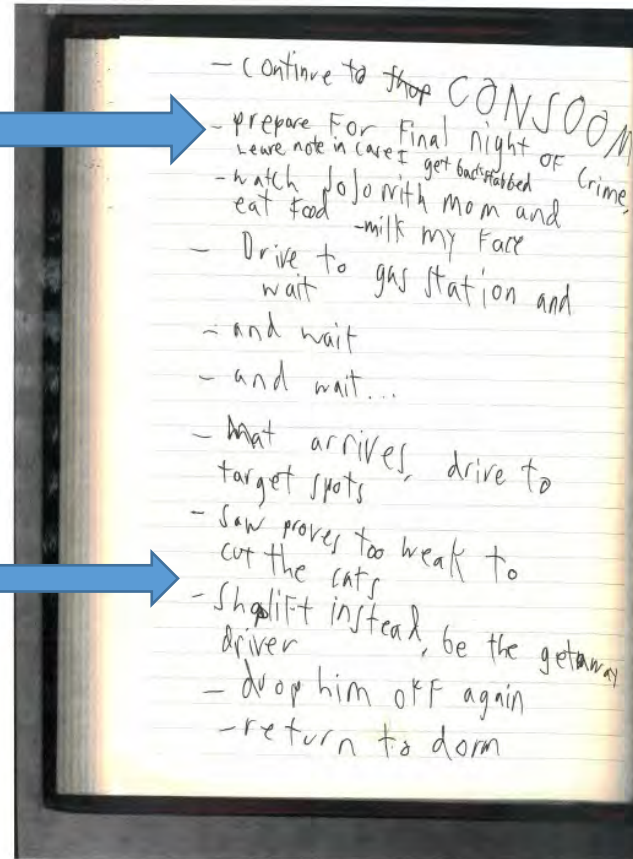 - Continue to shop CONSOOM
- prepare For Final night of Crime,
Leave note in case I get backstabbed
- watch JoJo with mom and
eat Food - milk my Face
- Drive to gas station and
wait
- and wait
- and wait...
- Mat arrives, drive to
target spots
- Saw proves too weak to
cut the cats
- ShopliFt instead, be the getaway
driver
- drop him oFF again
- return to dorm